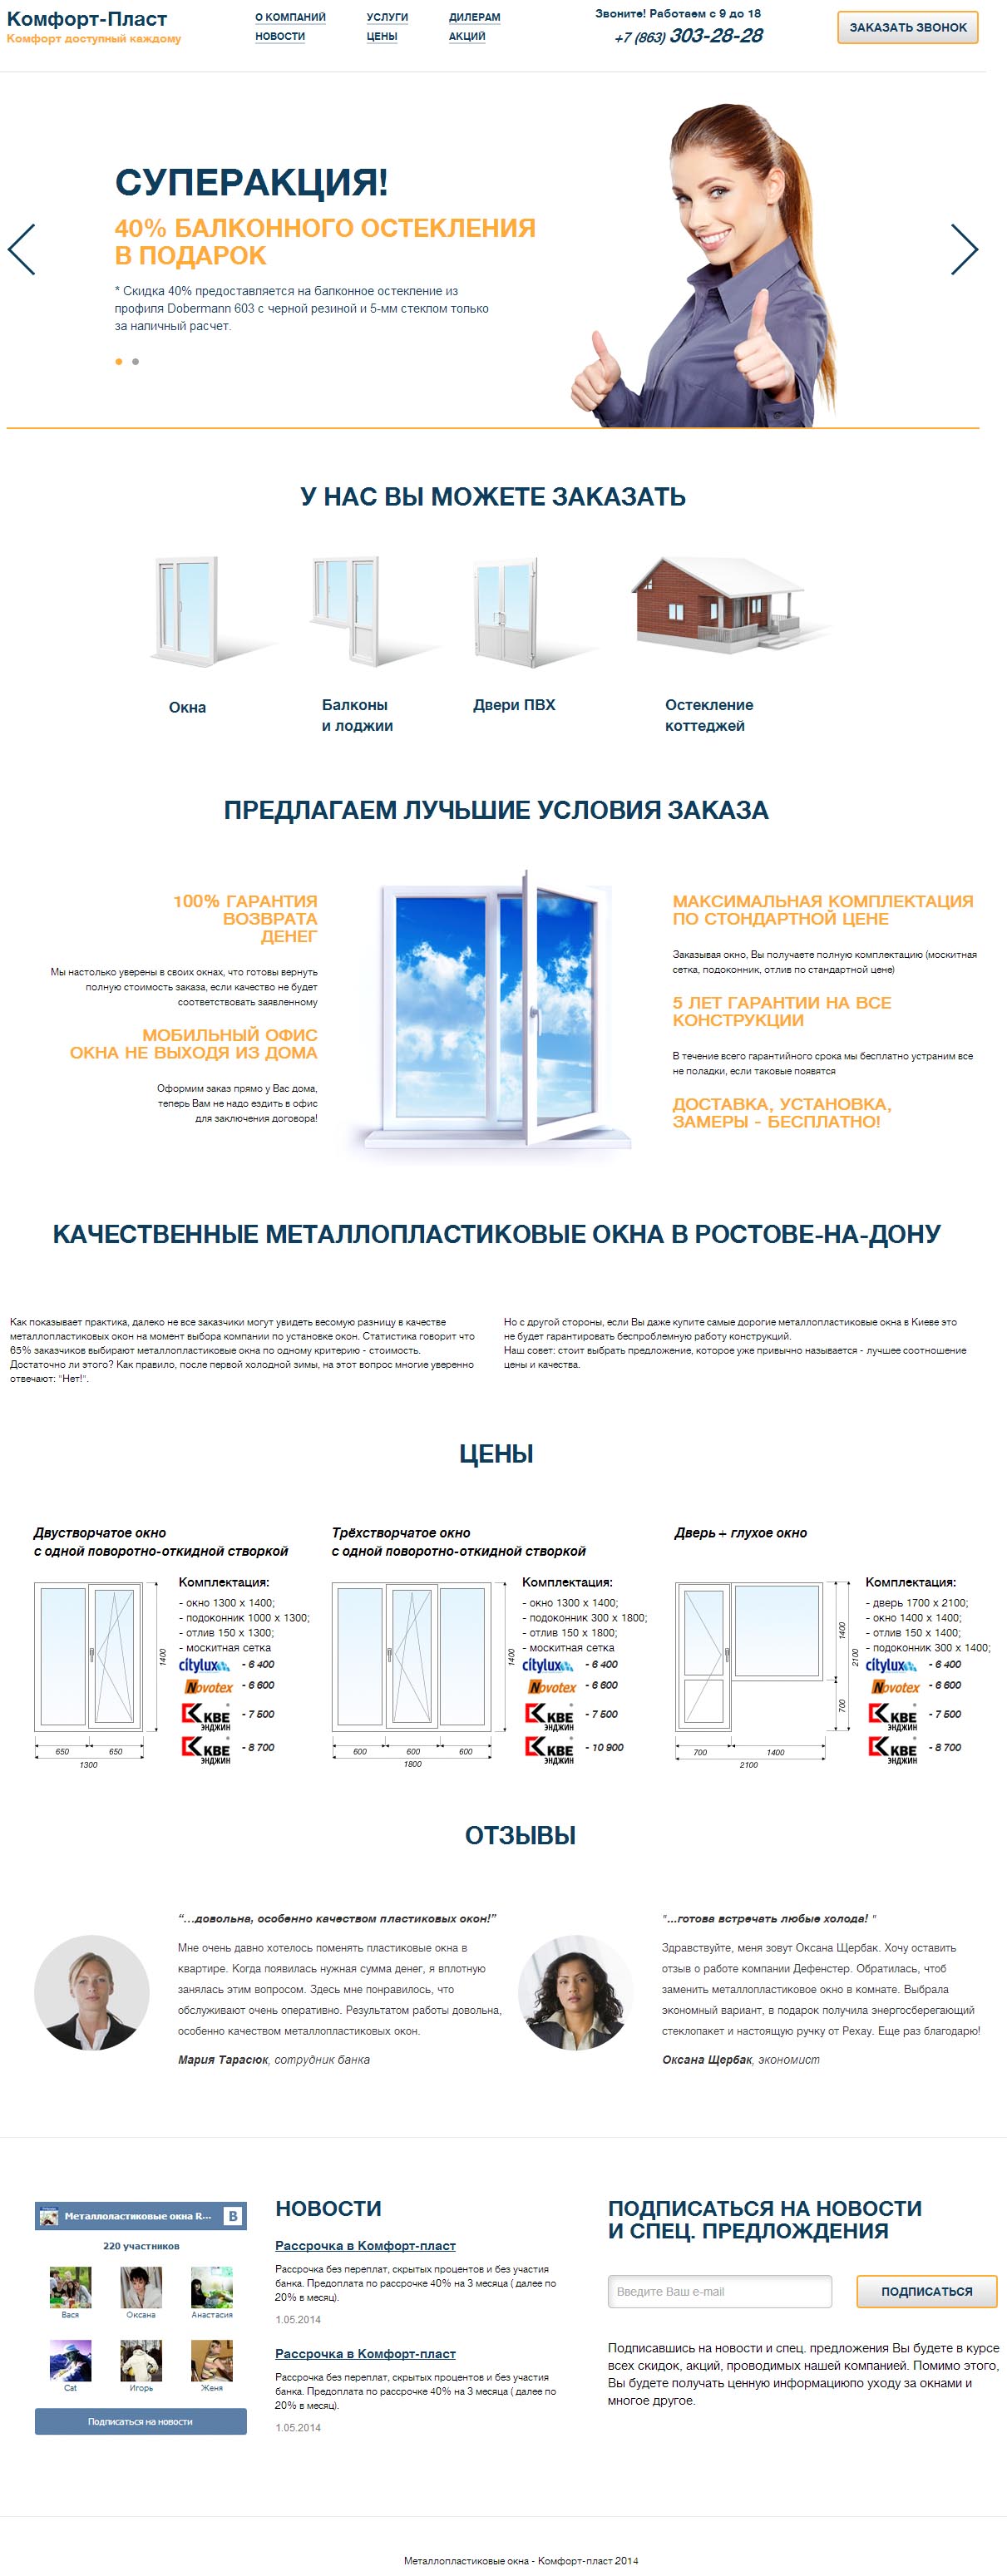 Комфорт-Пласт
Комфорт доступный каждому
О КОМПАНИЙ
УСЛУГИ
ДИЛЕРАМ
НОВОСТИ
ЦЕНЫ
АКЦИЙ
Звоните! Работаем с 9 до 18
+7 (863) 303-28-28
ЗАКАЗАТЬ ЗВОНОК
СУПЕРАКЦИЯ!
40% БАЛКОННОГО ОСТЕКЛЕНИЯ
В ПОДАРОК
* Скидка 40% предоставляется на балконное остекление из
профиля Dobermann 603 с черной резиной и 5-мм стеклом только
за наличный расчет.
У НАС ВЫ МОЖЕТЕ ЗАКАЗАТЬ
Окна
Балконы
и лоджии
Двери ПВХ
Остекление
коттеджей
ПРЕДЛАГАЕМ ЛУЧЬШИЕ УСЛОВИЯ ЗАКАЗА
100% ГАРАНТИЯ
ВОЗВРАТА
ДЕНЕГ
Мы настолько уверены в своих окнах, что готовы вернуть
полную стоимость заказа, если качество не будет
соответствовать заявленному
МОБИЛЬНЫЙ ОФИС
ОКНА НЕ ВЫХОДЯ ИЗ ДОМА
Оформим заказ прямо у Вас дома,
теперь Вам не надо ездить в офис
для заключения договора!
МАКСИМАЛЬНАЯ КОМПЛЕКТАЦИЯ
ПО СТОНДАРТНОЙ ЦЕНЕ
Заказывая окно, Вы получаете полную комплектацию (москитная
сетка, подоконник, отлив по стандартной цене)
5 ЛЕТ ГАРАНТИИ НА ВСЕ
КОНСТРУКЦИИ
В течение всего гарантийного срока мы бесплатно устраним все
не поладки, если таковые появятся
ДОСТАВКА, УСТАНОВКА,
ЗАМЕРЫ - БЕСПЛАТНО!
КАЧЕСТВЕННЫЕ МЕТАЛЛОПЛАСТИКОВЫЕ ОКНА В РОСТОВЕ-НА-ДОНУ
Как показывает практика, далеко не все заказчики могут увидеть весомую разницу в качестве
металлопластиковых окон на момент выбора компании по установке окон. Статистика говорит что
65% заказчиков выбирают металлопластиковые окна по одному критерию - стоимость.
Достаточно ли этого? Как правило, после первой холодной зимы, на этот вопрос многие уверенно
отвечают: "Нет!".
Но с другой стороны, если Вы даже купите самые дорогие металлопластиковые окна в Киеве это
не будет гарантировать беспроблемную работу конструкций.
Наш совет: стоит выбрать предложение, которое уже привычно называется - лучшее соотношение
цены и качества.
ЦЕНЫ
Двустворчатое окно
с одной поворотно-откидной створкой
Комплектация:
- окно 1300 х 1400;
- подоконник 1000 х 1300;
- отлив 150 х 1300;
- москитная сетка
citylux - 6 400
Novotex - 6 600
КВЕ ЭНДЖИН - 7 500
КВЕ ЭНДЖИН - 8 700
1400
650 650
1300
Трёхстворчатое окно
с одной поворотно-откидной створкой
Комплектация:
- окно 1300 х 1400;
- подоконник 300 х 1800;
- отлив 150 х 1800;
- москитная сетка
citylux - 6 400
Novotex - 6 600
КВЕ ЭНДЖИН - 7 500
КВЕ ЭНДЖИН - 10 900
1400
600 600 600
1800
Дверь + глухое окно
Комплектация:
- дверь 1700 х 2100;
- окно 1400 х 1400;
- отлив 150 х 1400;
- подоконник 300 х 1400;
citylux - 6 400
Novotex - 6 600
КВЕ ЭНДЖИН - 7 500
КВЕ ЭНДЖИН - 8 700
1400
2100
700
700 1400
2100
ОТЗЫВЫ
“...довольна, особенно качеством пластиковых окон!”
Мне очень давно хотелось поменять пластиковые окна в
квартире. Когда появилась нужная сумма денег, я вплотную
занялась этим вопросом. Здесь мне понравилось, что
обслуживают очень оперативно. Результатом работы довольна,
особенно качеством металлопластиковых окон.
Мария Тарасюк, сотрудник банка
"...готова встречать любые холода! "
Здравствуйте, меня зовут Оксана Щербак. Хочу оставить
отзыв о работе компании Дефенстер. Обратилась, чтоб
заменить металлопластиковое окно в комнате. Выбрала
экономный вариант, в подарок получила энергосберегающий
стеклопакет и настоящую ручку от Рехау. Еще раз благодарю!
Оксана Щербак, экономист
Металлоластиковые окна R...
B
220 участников
Вася
Оксана
Анастасия
Cat
Игорь
Женя
Подписаться на новости
НОВОСТИ
Рассрочка в Комфорт-пласт
Рассрочка без переплат, скрытых процентов и без участия
банка. Предоплата по рассрочке 40% на 3 месяца ( далее по
20% в месяц).
1.05.2014
Рассрочка в Комфорт-пласт
Рассрочка без переплат, скрытых процентов и без участия
банка. Предоплата по рассрочке 40% на 3 месяца ( далее по
20% в месяц).
1.05.2014
ПОДПИСАТЬСЯ НА НОВОСТИ
И СПЕЦ. ПРЕДЛОЖЕНИЯ
Введите Ваш e-mail
ПОДПИСАТЬСЯ
Подписавшись на новости и спец. предложения Вы будете в курсе
всех скидок, акций, проводимых нашей компанией. Помимо этого,
Вы будете получать ценную информациюпо уходу за окнами и
многое другое.
Металлопластиковые окна - Комфорт-пласт 2014